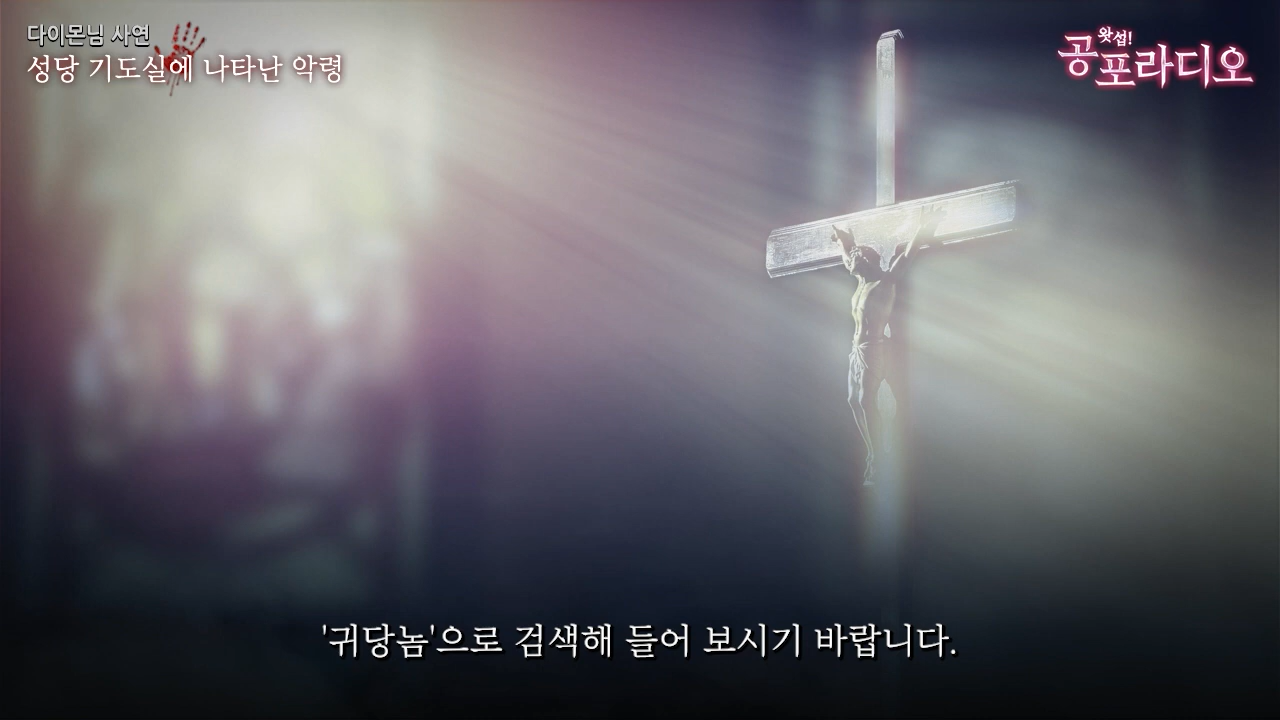 다이몬님 사연
성당 기도실에 나타난 악령
왓섭!
공포라디오
'귀당놈'으로 검색해 들어 보시기 바랍니다.